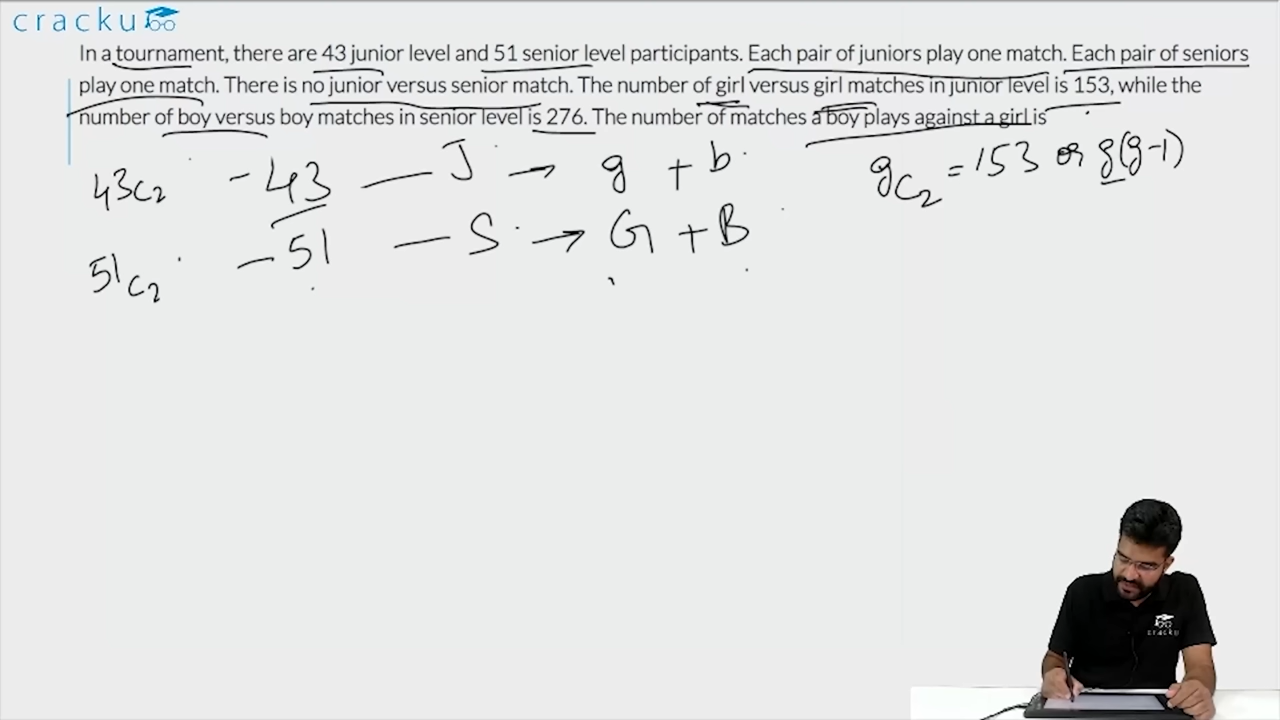 cracku
In a tournament, there are 43 junior level and 51 senior level participants. Each pair of juniors play one match. Each pair of seniors
play one match. There is no junior versus senior match. The number of girl versus girl matches in junior level is 153, while the
number of boy versus boy matches in senior level is 276. The number of matches a boy plays against a girl is
43C₂ - 43 — J → g + b
gC₂ = 153 or g(g-1)
51C₂ - 51 — S → G + B
cracku